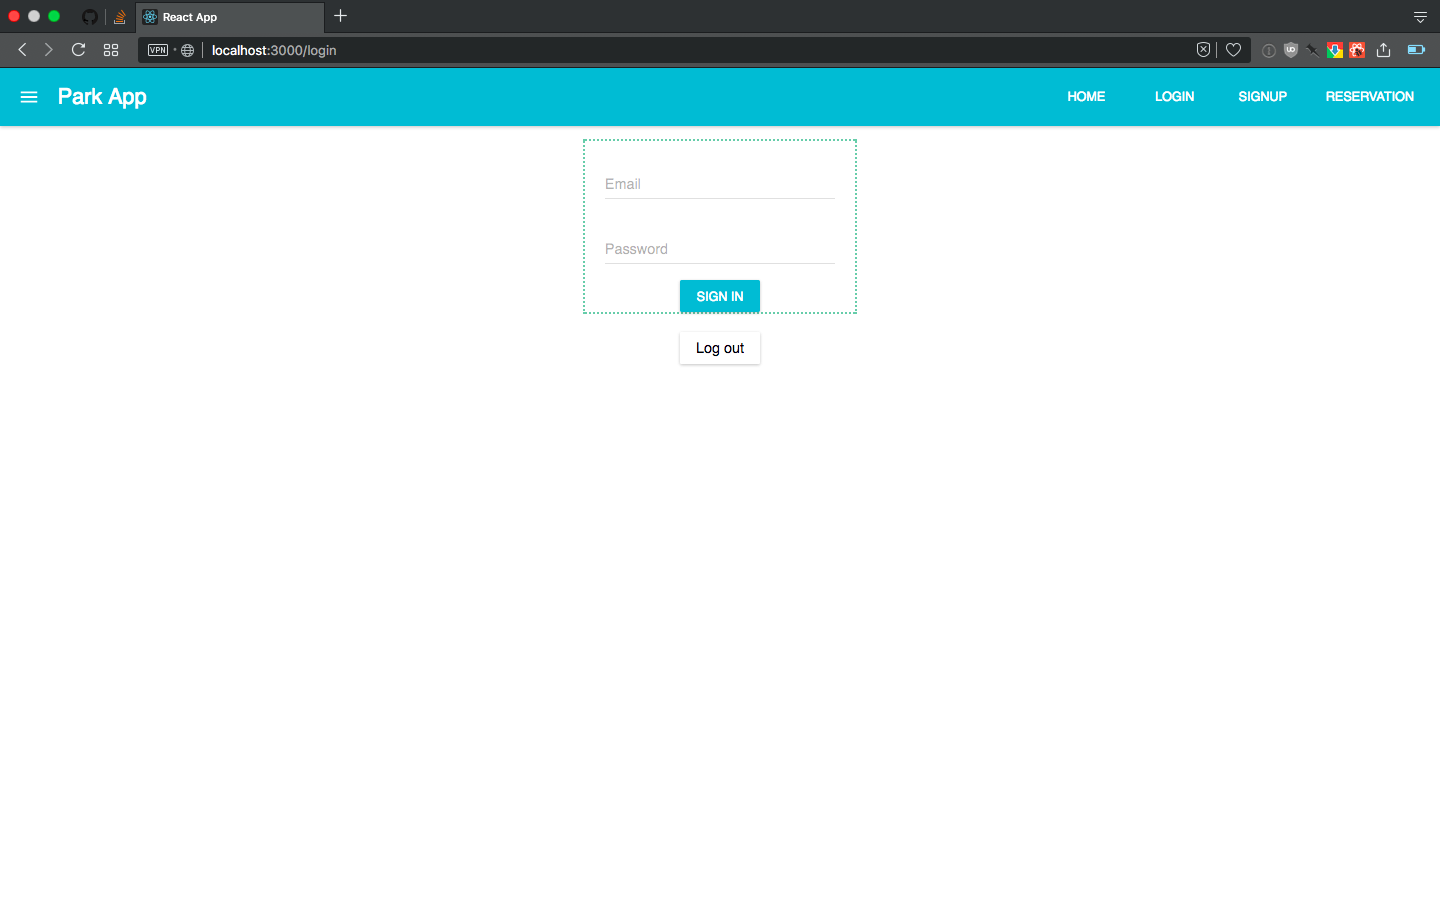 React App
VPN localhost:3000/login
Park App HOME LOGIN SIGNUP RESERVATION
Email
Password
SIGN IN
Log out